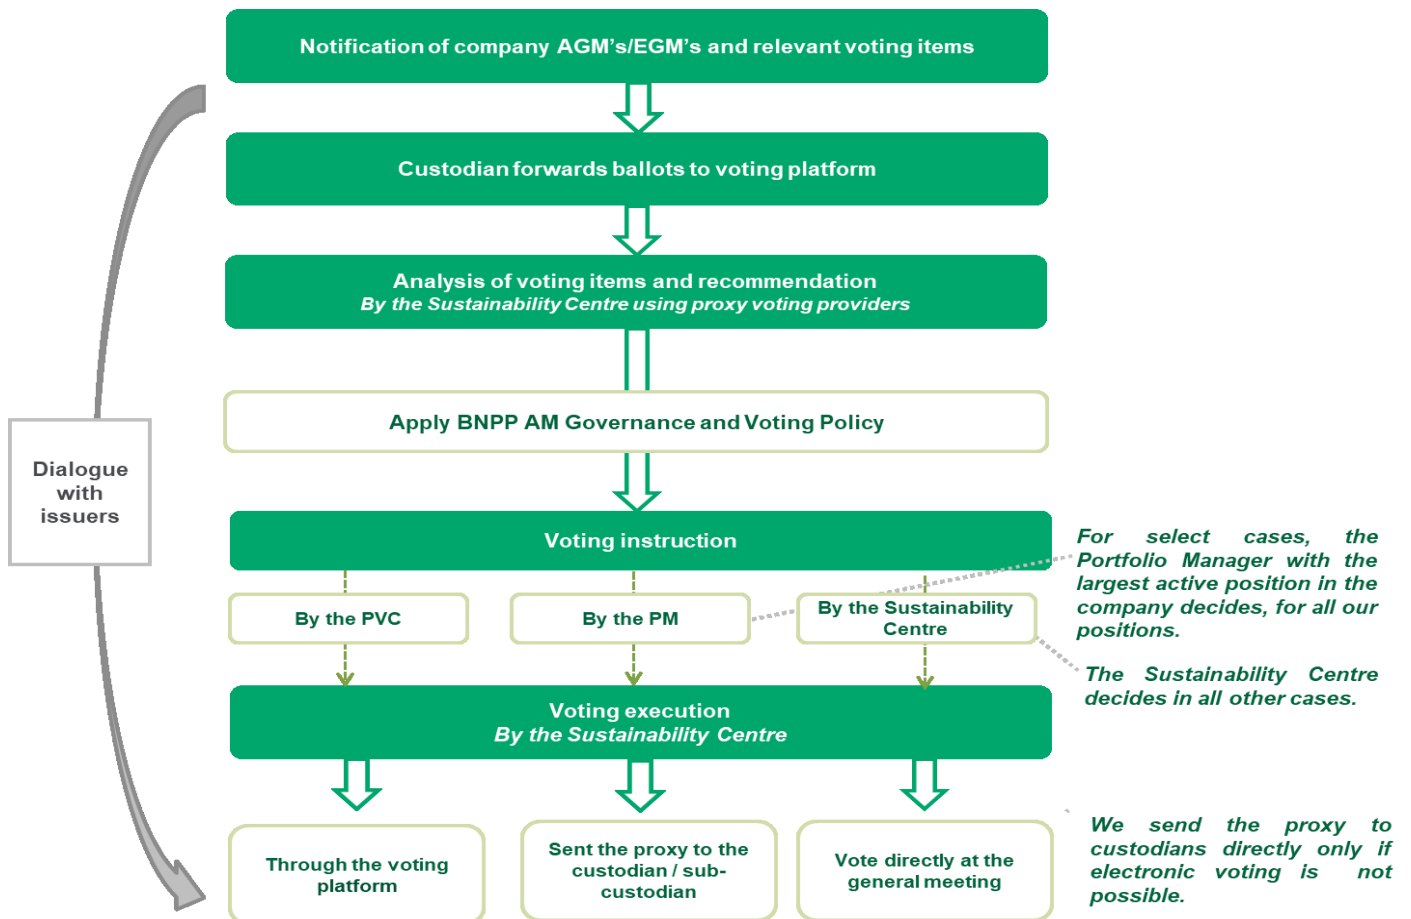 Notification of company AGM's/EGM's and relevant voting items
Custodian forwards ballots to voting platform
Analysis of voting items and recommendation
By the Sustainability Centre using proxy voting providers
Apply BNPP AM Governance and Voting Policy
Dialogue
with
issuers
Voting instruction
By the PVC
By the PM
By the Sustainability
Centre
For select cases, the
Portfolio Manager with the
largest active position in the
company decides, for all our
positions.
The Sustainability Centre
decides in all other cases.
Voting execution
By the Sustainability Centre
Through the voting
platform
Sent the proxy to the
custodian / sub-
custodian
Vote directly at the
general meeting
We send the proxy to
custodians directly only if
electronic voting is not
possible.